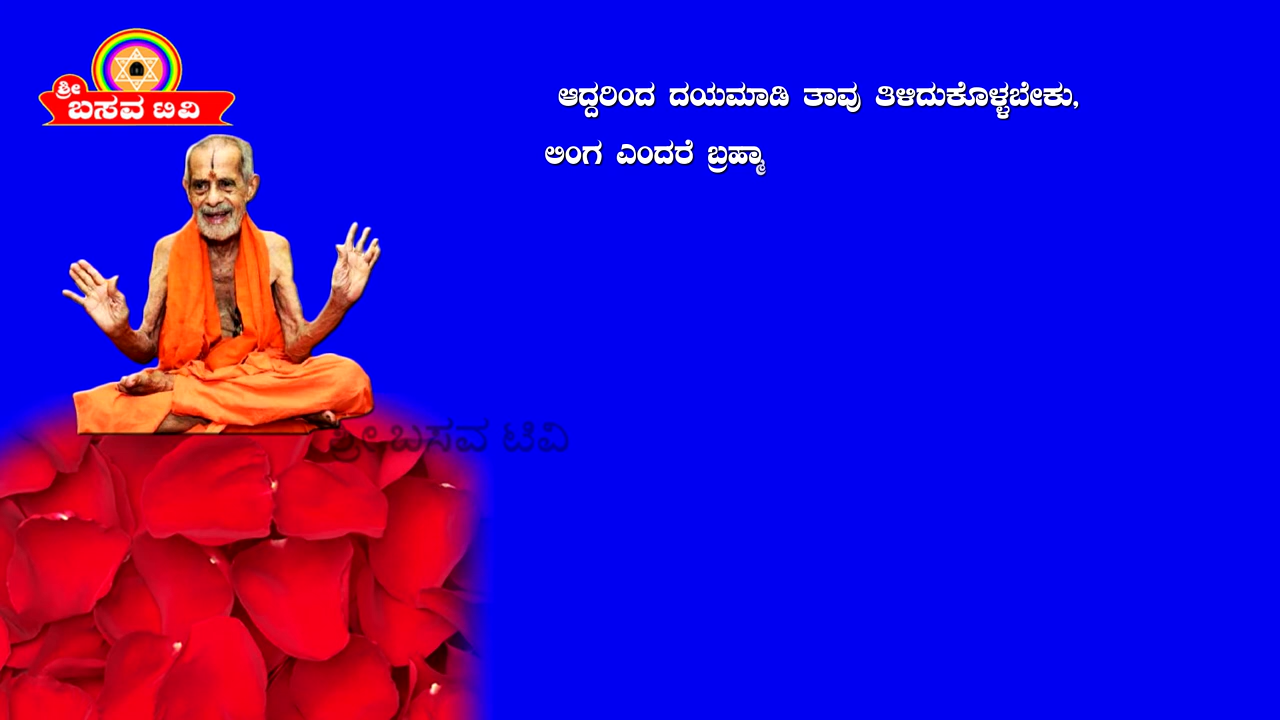 ಶ್ರೀ
ಬಸವ ಟಿವಿ
ಆದ್ದರಿಂದ ದಯಮಾಡಿ ತಾವು ತಿಳಿದುಕೊಳ್ಳಬೇಕು,
ಲಿಂಗ ಎಂದರೆ ಬ್ರಹ್ಮಾ
ಶ್ರೀ ಬಸವ ಟಿವಿ